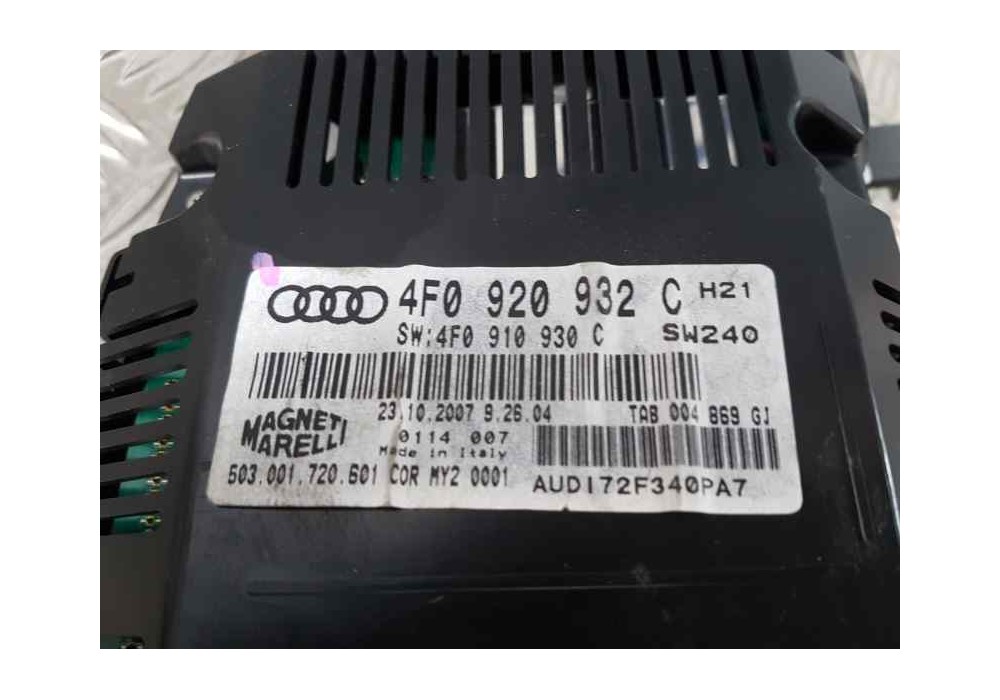 4F0 920 932 C H21
SW:4F0 910 930 C SW240
23.10.2007 9.26.04 TAB 004 869 GJ
MAGNETI
MARELLI
0114 007
Made in Italy
503.001.720.601 COR MY2 0001
AUDI72F340PA7